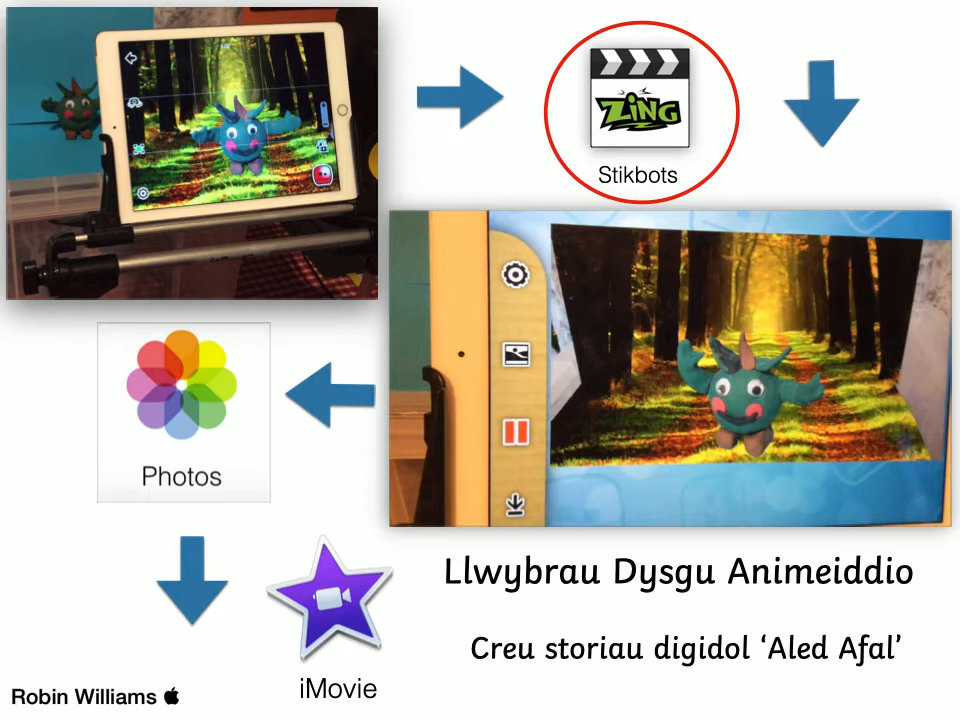 ZING
Stikbots
Photos
Llwybrau Dysgu Animeiddio
Creu storiau digidol ‘Aled Afal’
iMovie
Robin Williams